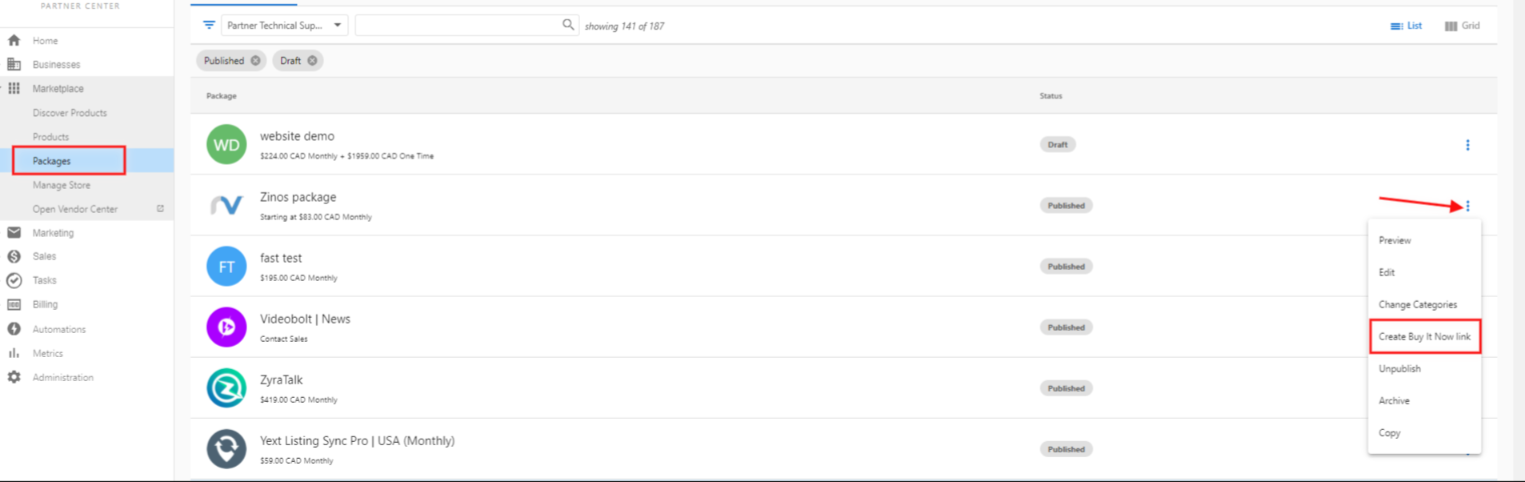 PARTNER CENTER
Home
Businesses
Marketplace
Discover Products
Products
Packages
Manage Store
Open Vendor Center
Marketing
Sales
Tasks
Billing
Automations
Metrics
Administration
Partner Technical Sup...
showing 141 of 187
List
Grid
Published
Draft
Package
Status
WD
website demo
$224.00 CAD Monthly + $1959.00 CAD One Time
Draft
Zinos package
Starting at $83.00 CAD Monthly
Published
FT
fast test
$195.00 CAD Monthly
Published
Videobolt | News
Contact Sales
Published
ZyraTalk
$419.00 CAD Monthly
Published
Yext Listing Sync Pro | USA (Monthly)
$59.00 CAD Monthly
Published
Preview
Edit
Change Categories
Create Buy It Now link
Unpublish
Archive
Copy